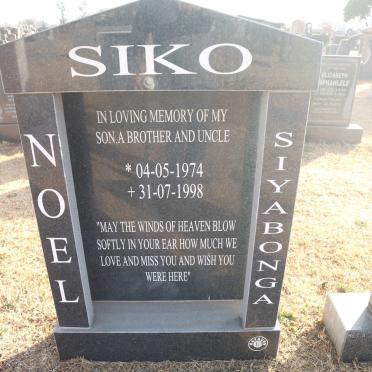 SIKO
NOEL
IN LOVING MEMORY OF MY
SON,A BROTHER AND UNCLE
* 04-05-1974
+ 31-07-1998
"MAY THE WINDS OF HEAVEN BLOW
SOFTLY IN YOUR EAR HOW MUCH WE
LOVE AND MISS YOU AND WISH YOU
WERE HERE"
SIYABONGA
ELIZABETH